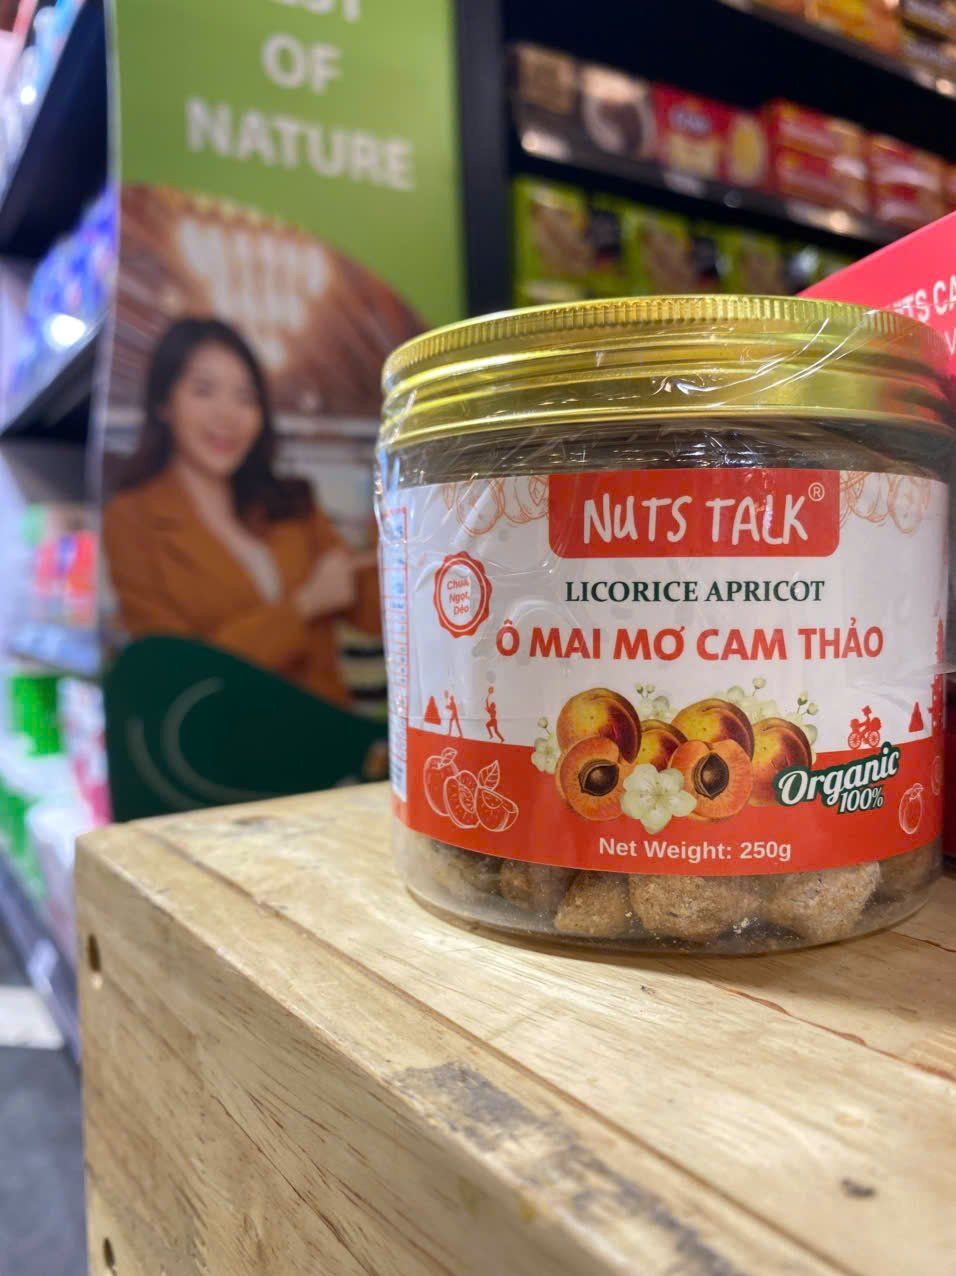 OF
NATURE
NUTS TALK®
LICORICE APRICOT
Ô MAI MƠ CAM THẢO
Chua,
Ngọt,
Dẻo
Organic
100%
Net Weight: 250g